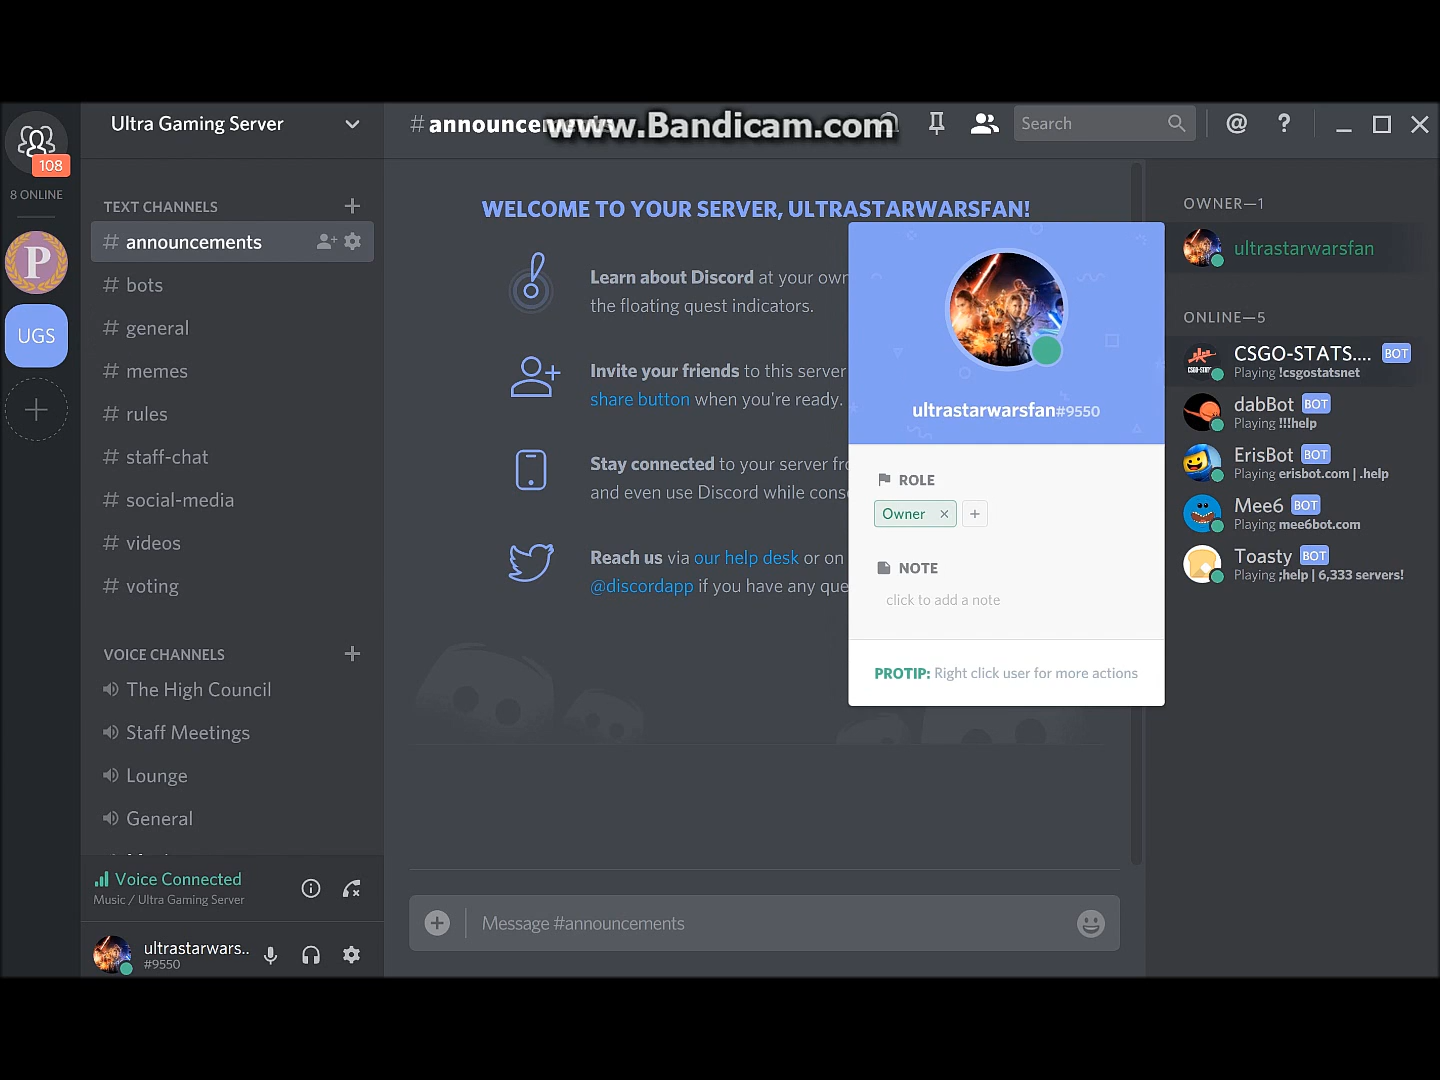 www.Bandicam.com
108
8 ONLINE
P
UGS
Ultra Gaming Server
TEXT CHANNELS
# announcements
# bots
# general
# memes
# rules
# staff-chat
# social-media
# videos
# voting
VOICE CHANNELS
The High Council
Staff Meetings
Lounge
General
Voice Connected
Music / Ultra Gaming Server
ultrastarwars..
#9550
Search
@ ?
WELCOME TO YOUR SERVER, ULTRASTARWARSFAN!
Learn about Discord at your own
the floating quest indicators.
Invite your friends to this server
share button when you're ready.
Stay connected to your server
and even use Discord while
Reach us via our help desk or on
@discordapp if you have any
Message #announcements
ultrastarwarsfan#9550
ROLE
Owner × +
NOTE
click to add a note
PROTIP: Right click user for more actions
OWNER—1
ultrastarwarsfan
ONLINE—5
CSGO-STATS.... BOT
Playing !csgostatsnet
dabBot BOT
Playing !!!help
ErisBot BOT
Playing erisbot.com | .help
Mee6 BOT
Playing mee6bot.com
Toasty BOT
Playing ;help | 6,333 servers!